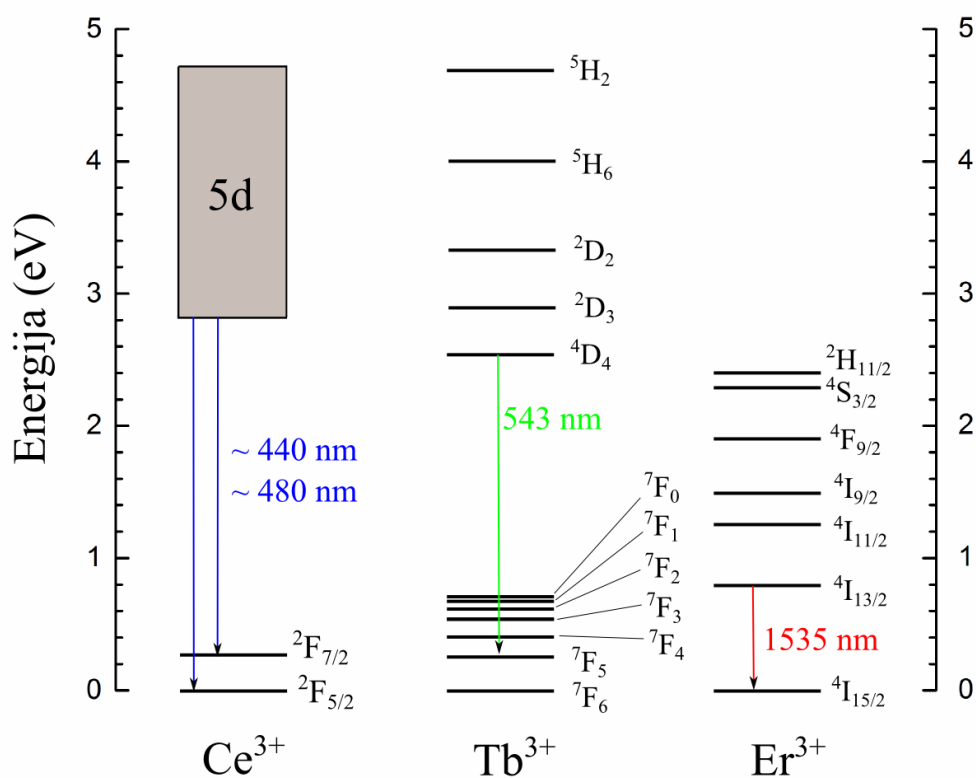 Energija (eV)
5
4
3
2
1
0
5d
~ 440 nm
~ 480 nm
²F₇/₂
²F₅/₂
Ce³⁺
⁵H₂
⁵H₆
²D₂
²D₃
⁴D₄
543 nm
⁷F₀
⁷F₁
⁷F₂
⁷F₃
⁷F₄
⁷F₅
⁷F₆
Tb³⁺
²H₁₁/₂
⁴S₃/₂
⁴F₉/₂
⁴I₉/₂
⁴I₁₁/₂
⁴I₁₃/₂
1535 nm
⁴I₁₅/₂
Er³⁺
5
4
3
2
1
0